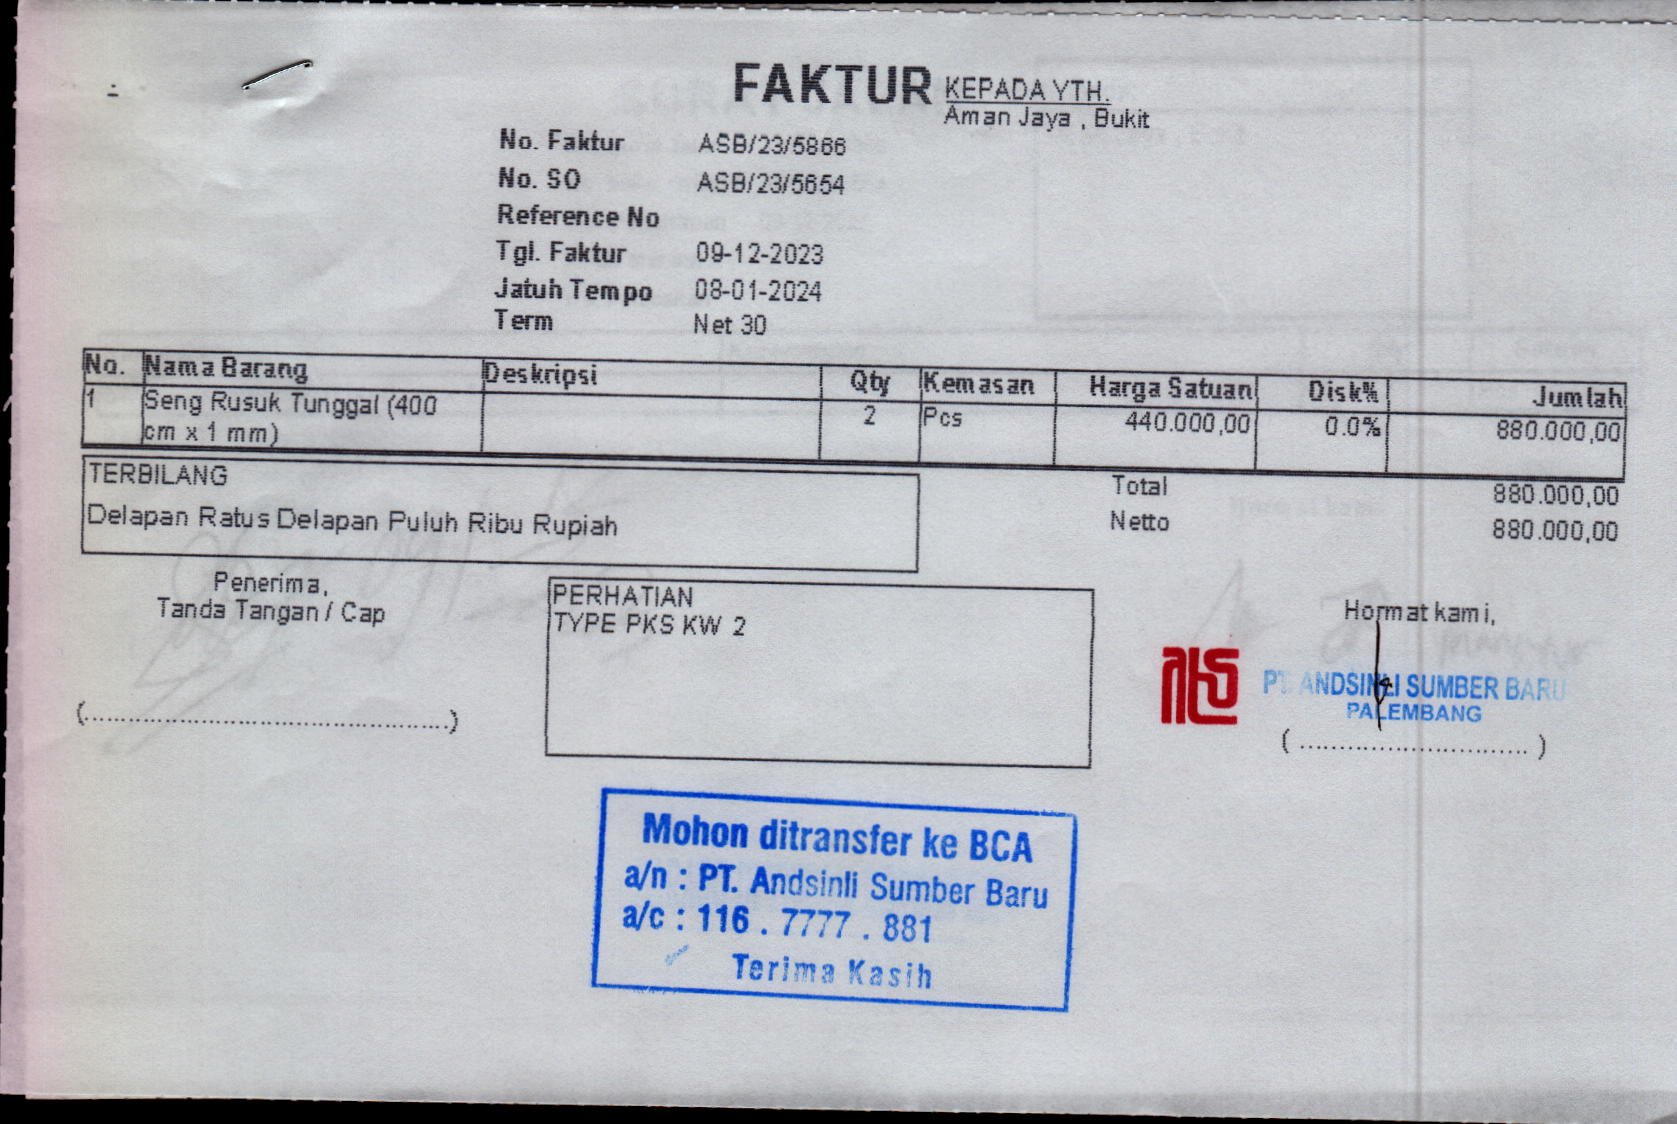 FAKTUR
KEPADA YTH.
Aman Jaya , Bukit
No. Faktur ASB/23/5866
No. SO ASB/23/5654
Reference No
Tgl. Faktur 09-12-2023
Jatuh Tempo 08-01-2024
Term Net 30
No. Nama Barang Deskripsi Qty Kemasan Harga Satuan Disk% Jumlah
1 Seng Rusuk Tunggal (400 2 Pcs 440.000,00 0.0% 880.000,00
cm x 1 mm)
TERBILANG
Delapan Ratus Delapan Puluh Ribu Rupiah
Total 880.000,00
Netto 880.000,00
Penerima,
Tanda Tangan / Cap
(..........................................................)
PERHATIAN
TYPE PKS KW 2
Hormat kami,
PT. ANDSINLI SUMBER BARU
PALEMBANG
( ................................ )
Mohon ditransfer ke BCA
a/n : PT. Andsinli Sumber Baru
a/c : 116 . 7777 . 881
Terima Kasih